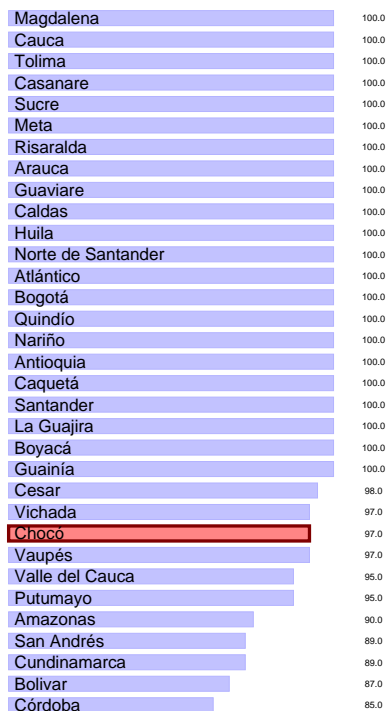 Magdalena 100.0
Cauca 100.0
Tolima 100.0
Casanare 100.0
Sucre 100.0
Meta 100.0
Risaralda 100.0
Arauca 100.0
Guaviare 100.0
Caldas 100.0
Huila 100.0
Norte de Santander 100.0
Atlántico 100.0
Bogotá 100.0
Quindío 100.0
Nariño 100.0
Antioquia 100.0
Caquetá 100.0
Santander 100.0
La Guajira 100.0
Boyacá 100.0
Guainía 100.0
Cesar 98.0
Vichada 97.0
Chocó 97.0
Vaupés 97.0
Valle del Cauca 95.0
Putumayo 95.0
Amazonas 90.0
San Andrés 89.0
Cundinamarca 89.0
Bolivar 87.0
Córdoba 85.0